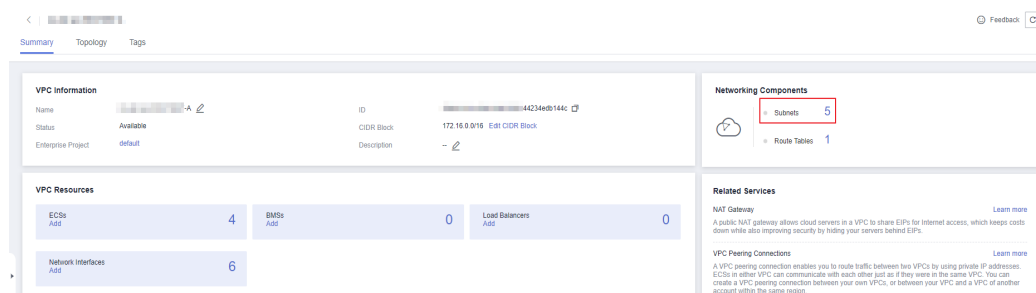 Feedback
Summary Topology Tags
VPC Information
Name -A
ID 44234edb144c
Status Available
CIDR Block 172.16.0.0/16 Edit CIDR Block
Enterprise Project default
Description --
Networking Components
Subnets 5
Route Tables 1
VPC Resources
ECSs 4
Add
BMSs 0
Add
Load Balancers 0
Add
Network Interfaces 6
Add
Related Services
NAT Gateway Learn more
A public NAT gateway allows cloud servers in a VPC to share EIPs for Internet access, which keeps costs
down while also improving security by hiding your servers behind EIPs.
VPC Peering Connections Learn more
A VPC peering connection enables you to route traffic between two VPCs by using private IP addresses.
ECSs in either VPC can communicate with each other just as if they were in the same VPC. You can
create a VPC peering connection between your own VPCs, or between your VPC and a VPC of another
account within the same region.